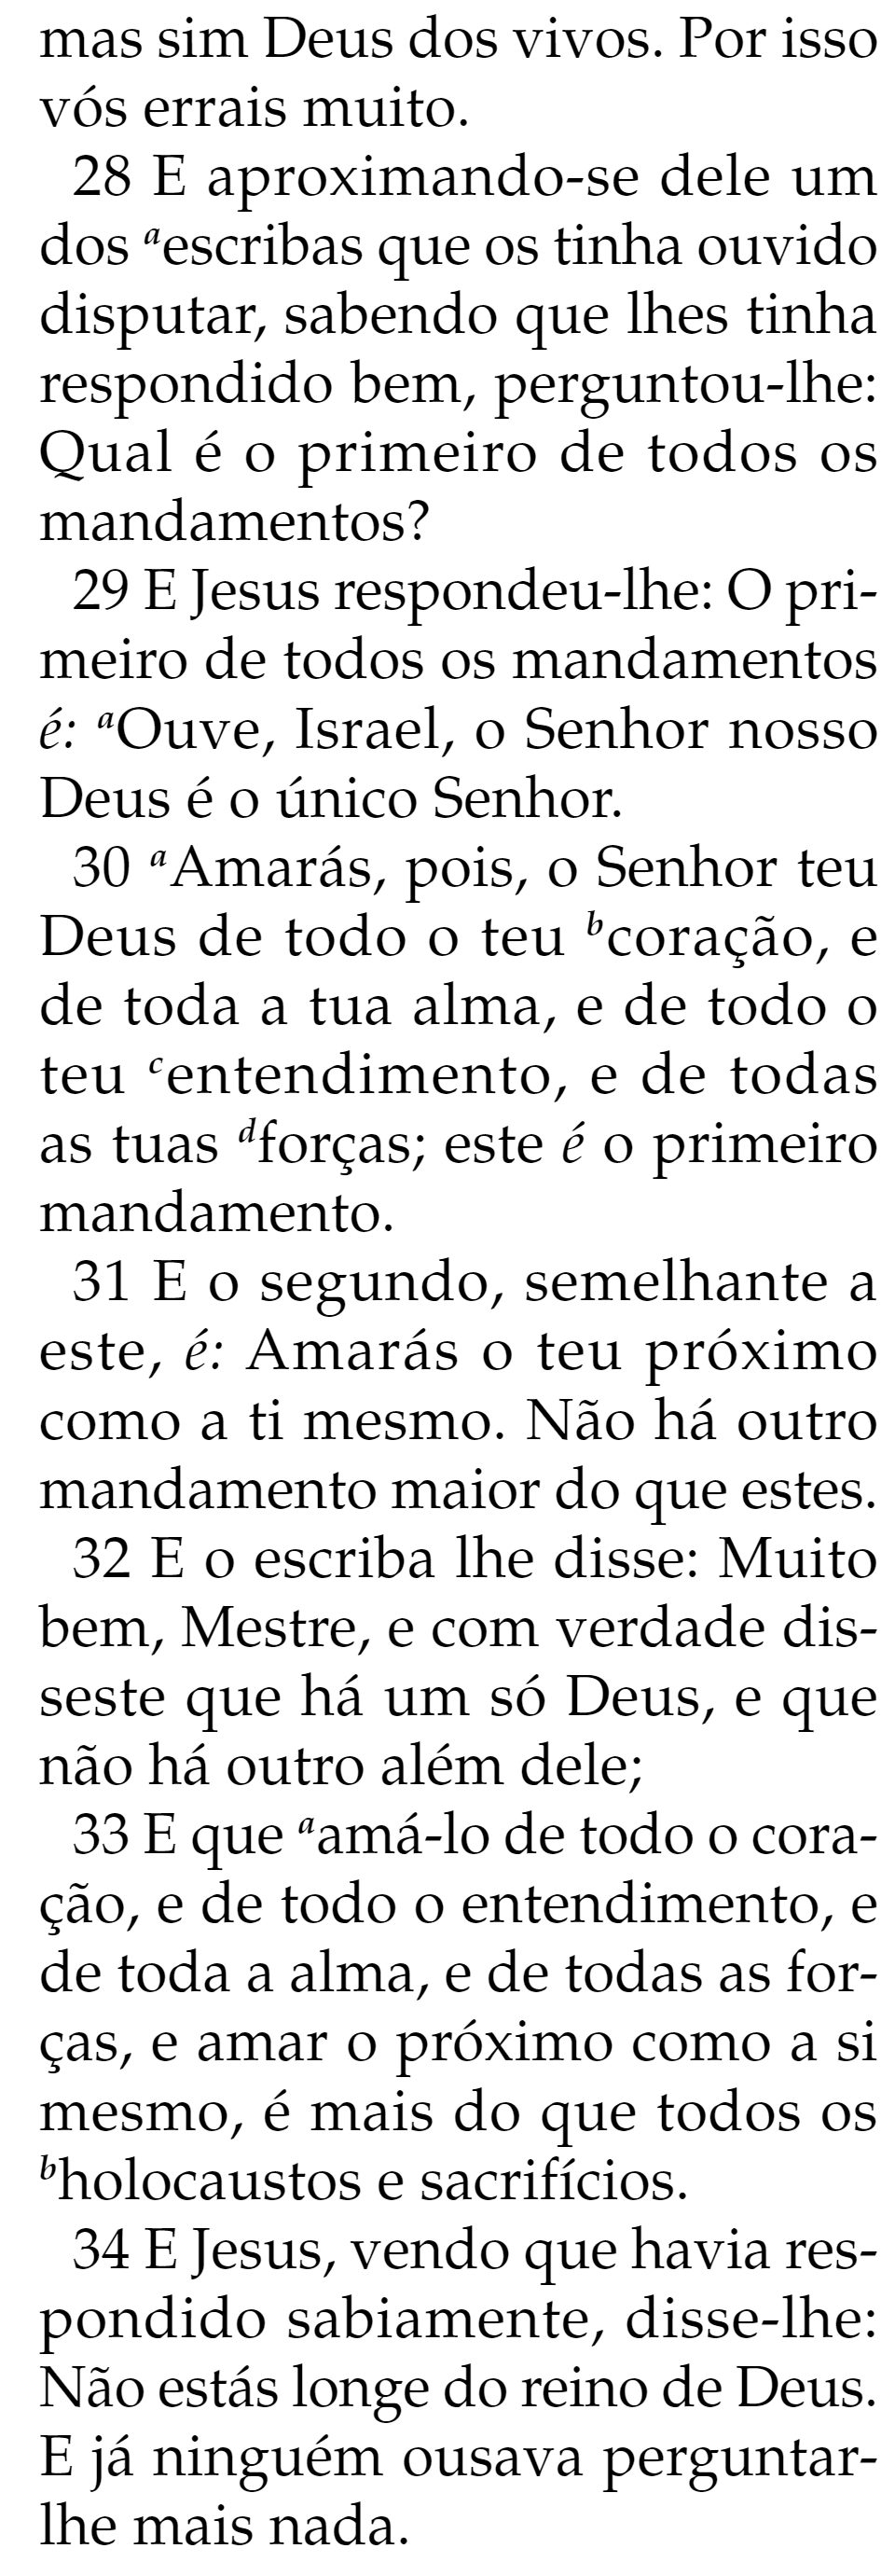 mas sim Deus dos vivos. Por isso
vós errais muito.
28 E aproximando-se dele um
dos ᵃescribas que os tinha ouvido
disputar, sabendo que lhes tinha
respondido bem, perguntou-lhe:
Qual é o primeiro de todos os
mandamentos?
29 E Jesus respondeu-lhe: O pri-
meiro de todos os mandamentos
é: ᵃOuve, Israel, o Senhor nosso
Deus é o único Senhor.
30 ᵃAmarás, pois, o Senhor teu
Deus de todo o teu ᵇcoração, e
de toda a tua alma, e de todo o
teu ᶜentendimento, e de todas
as tuas ᵈforças; este é o primeiro
mandamento.
31 E o segundo, semelhante a
este, é: Amarás o teu próximo
como a ti mesmo. Não há outro
mandamento maior do que estes.
32 E o escriba lhe disse: Muito
bem, Mestre, e com verdade dis-
seste que há um só Deus, e que
não há outro além dele;
33 E que ᵃamá-lo de todo o cora-
ção, e de todo o entendimento, e
de toda a alma, e de todas as for-
ças, e amar o próximo como a si
mesmo, é mais do que todos os
ᵇholocaustos e sacrifícios.
34 E Jesus, vendo que havia res-
pondido sabiamente, disse-lhe:
Não estás longe do reino de Deus.
E já ninguém ousava perguntar-
lhe mais nada.